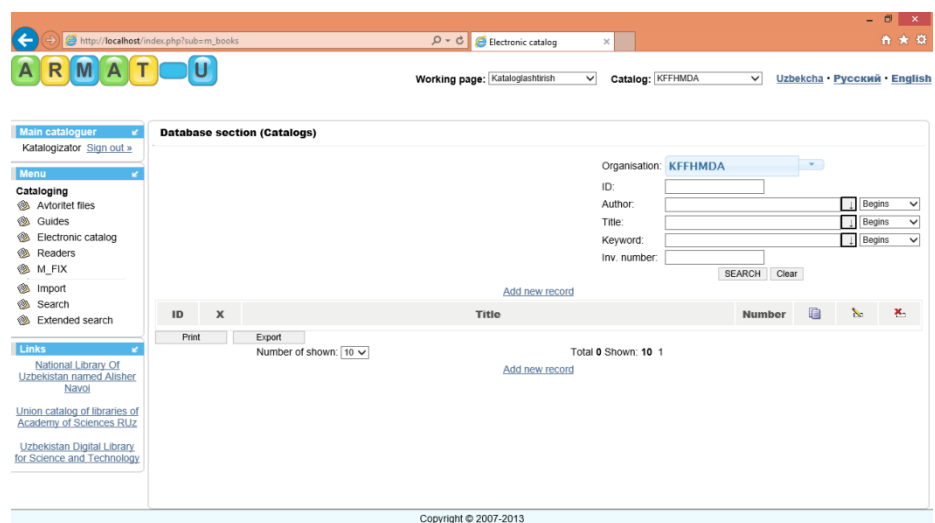 http://localhost/index.php?sub=m_books
Electronic catalog
ARMAT-U
Working page: Kataloglashtirish Catalog: KFFHMDA Uzbekcha • Русский • English
Main cataloguer
Katalogizator Sign out »
Menu
Cataloging
Avtoritet files
Guides
Electronic catalog
Readers
M_FIX
Import
Search
Extended search
Links
National Library Of
Uzbekistan named Alisher
Navoi
Union catalog of libraries of
Academy of Sciences RUz
Uzbekistan Digital Library
for Science and Technology
Database section (Catalogs)
Organisation: KFFHMDA
ID:
Author: Begins
Title: Begins
Keyword: Begins
Inv. number:
SEARCH Clear
Add new record
ID X Title Number
Print Export
Number of shown: 10 Total 0 Shown: 10 1
Add new record
Copyright © 2007-2013